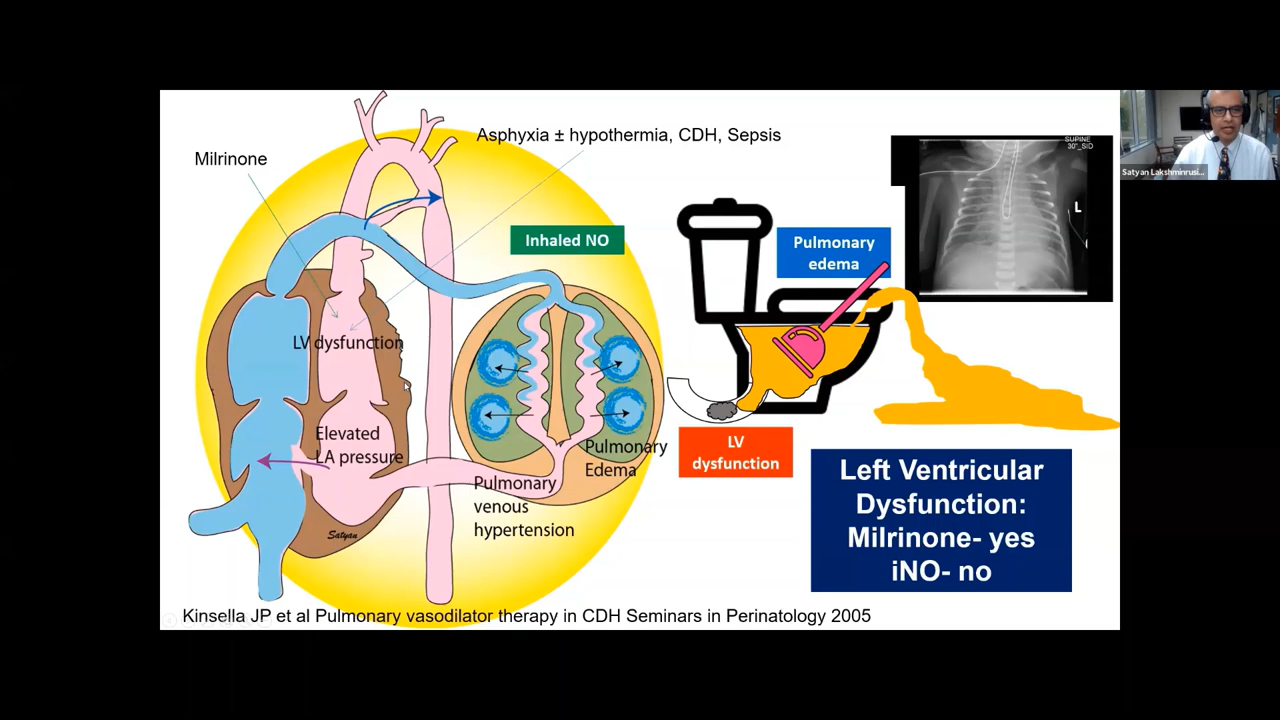 Asphyxia ± hypothermia, CDH, Sepsis
Milrinone
Inhaled NO
LV dysfunction
Elevated
LA pressure
Pulmonary
Edema
Pulmonary
venous
hypertension
Satyan
Pulmonary
edema
LV
dysfunction
SUPINE
L
Left Ventricular
Dysfunction:
Milrinone- yes
iNO- no
Kinsella JP et al Pulmonary vasodilator therapy in CDH Seminars in Perinatology 2005
Satyan Lakshminrusi...